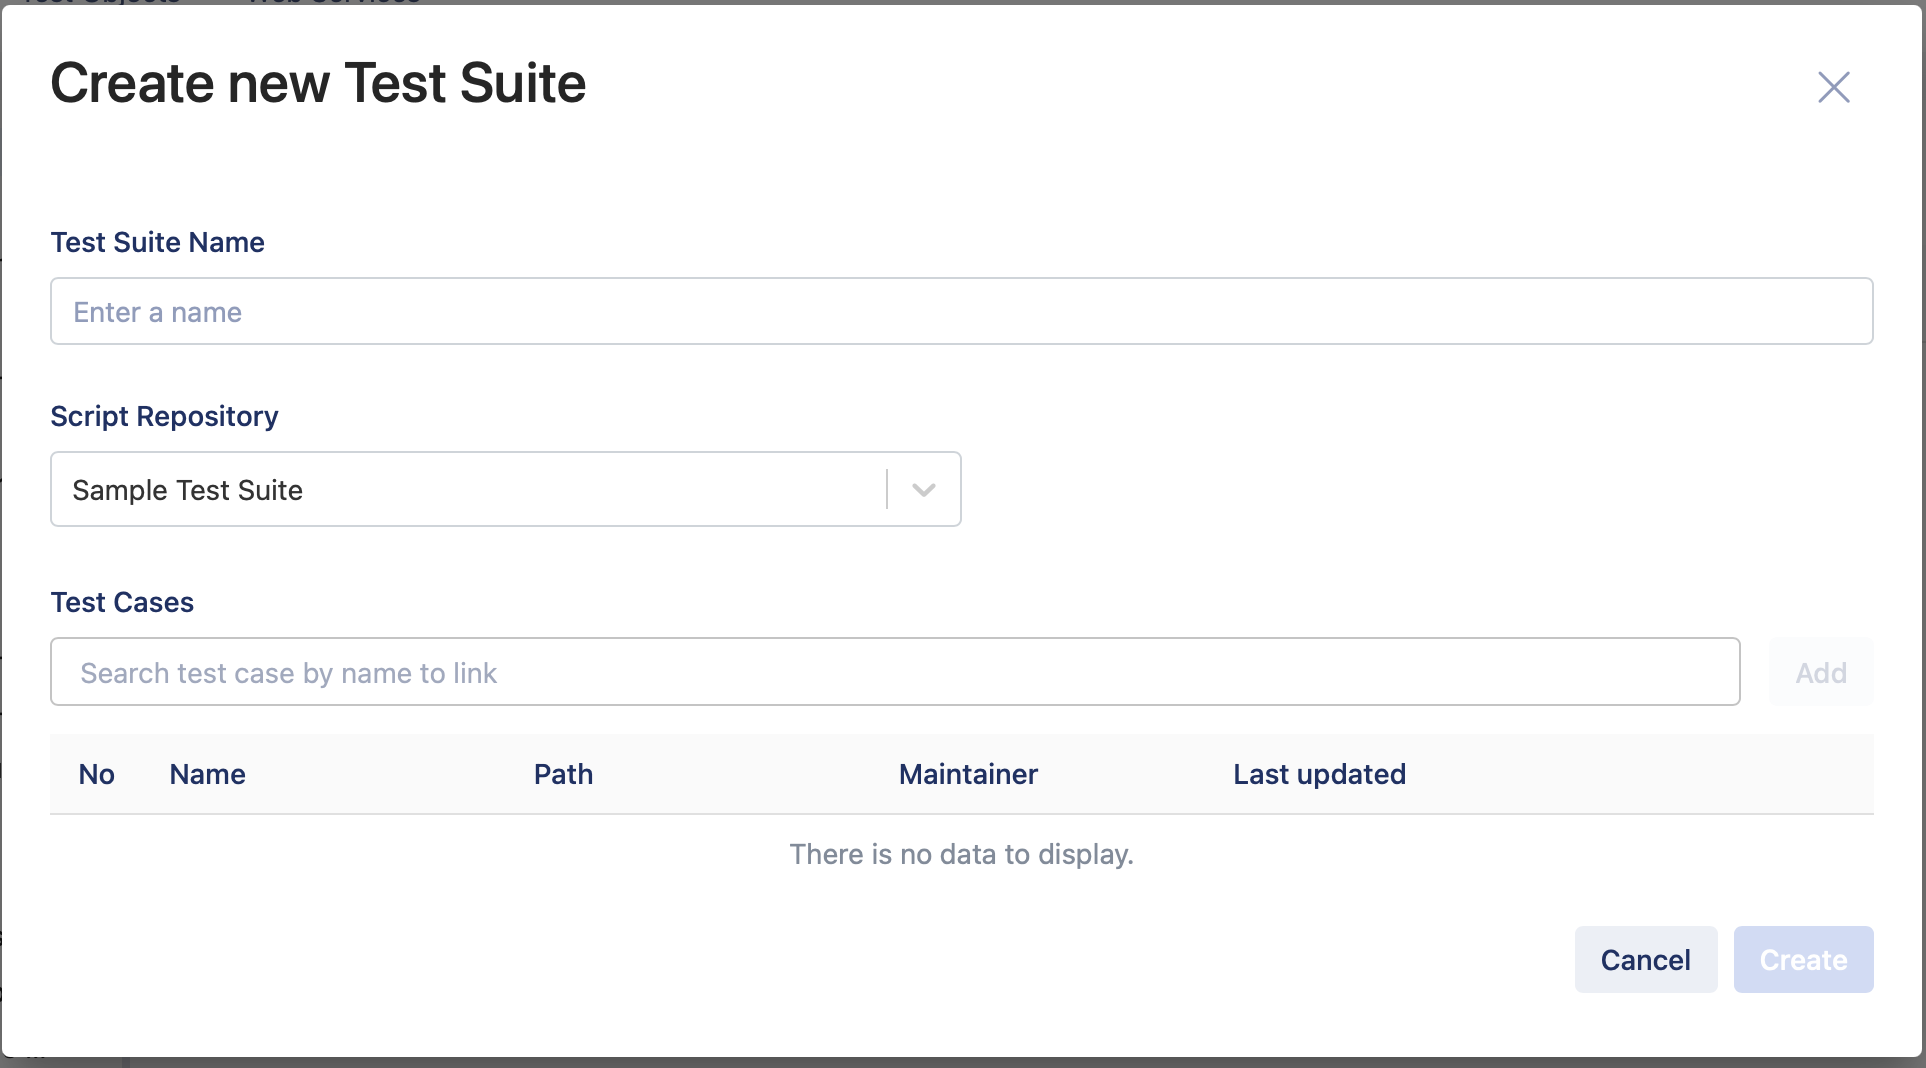 Create new Test Suite
Test Suite Name
Enter a name
Script Repository
Sample Test Suite
Test Cases
Search test case by name to link
Add
No Name Path Maintainer Last updated
There is no data to display.
Cancel Create